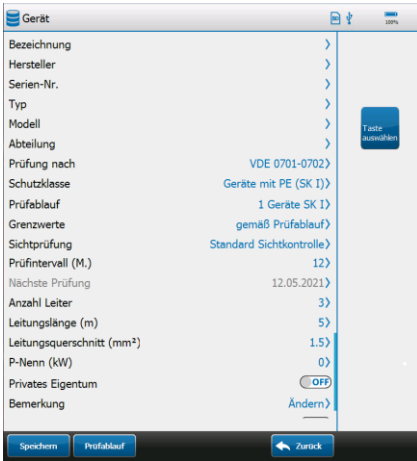 Gerät
100%
Bezeichnung
Hersteller
Serien-Nr.
Typ
Modell
Abteilung
Prüfung nach VDE 0701-0702
Schutzklasse Geräte mit PE (SK I)
Prüfablauf 1 Geräte SK I
Grenzwerte gemäß Prüfablauf
Sichtprüfung Standard Sichtkontrolle
Prüfintervall (M.) 12
Nächste Prüfung 12.05.2021
Anzahl Leiter 3
Leitungslänge (m) 5
Leitungsquerschnitt (mm²) 1.5
P-Nenn (kW) 0
Privates Eigentum OFF
Bemerkung Ändern
Taste
auswählen
Speichern Prüfablauf Zurück